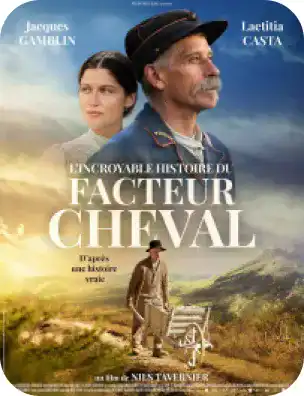 Jacques Laetitia
GAMBLIN CASTA
L'INCROYABLE HISTOIRE DU
FACTEUR
CHEVAL
D'après
une histoire
vraie
un film de NILS TAVERNIER